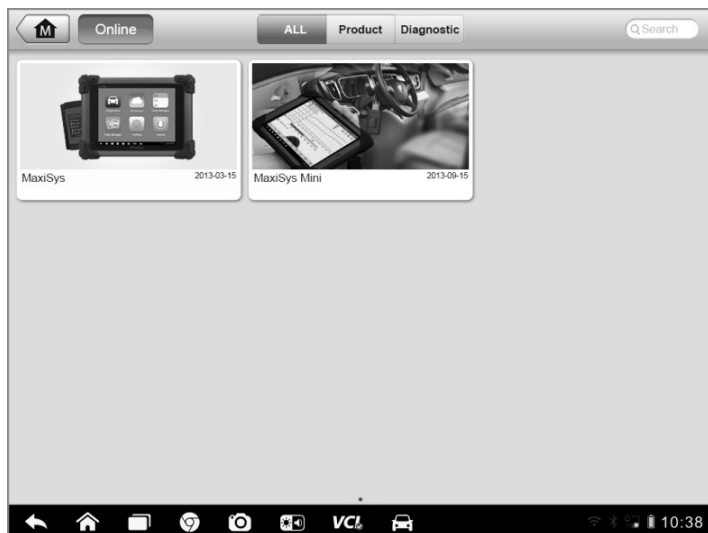 M
Online
ALL
Product
Diagnostic
Search
MaxiSys
2013-03-15
MaxiSys Mini
2013-09-15
VCI
10:38